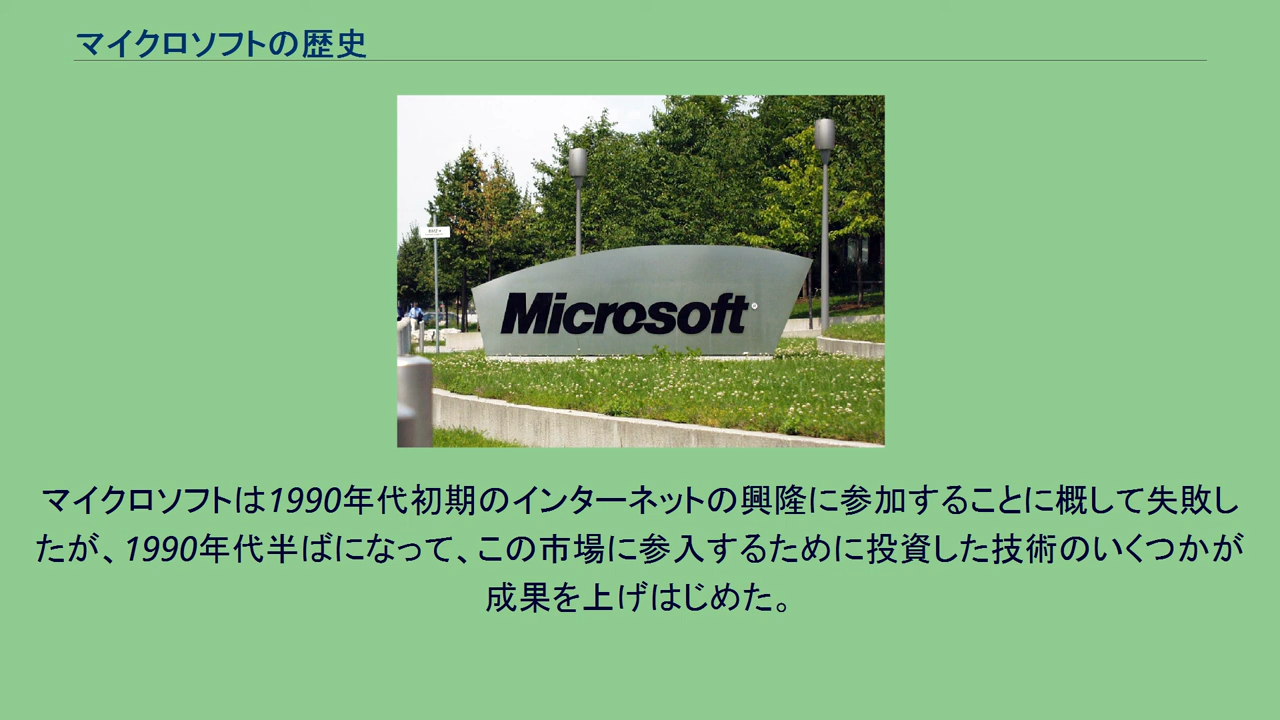 マイクロソフトの歴史
Microsoft
マイクロソフトは1990年代初期のインターネットの興隆に参加することに概して失敗し
たが、1990年代半ばになって、この市場に参入するために投資した技術のいくつかが
成果を上げはじめた。